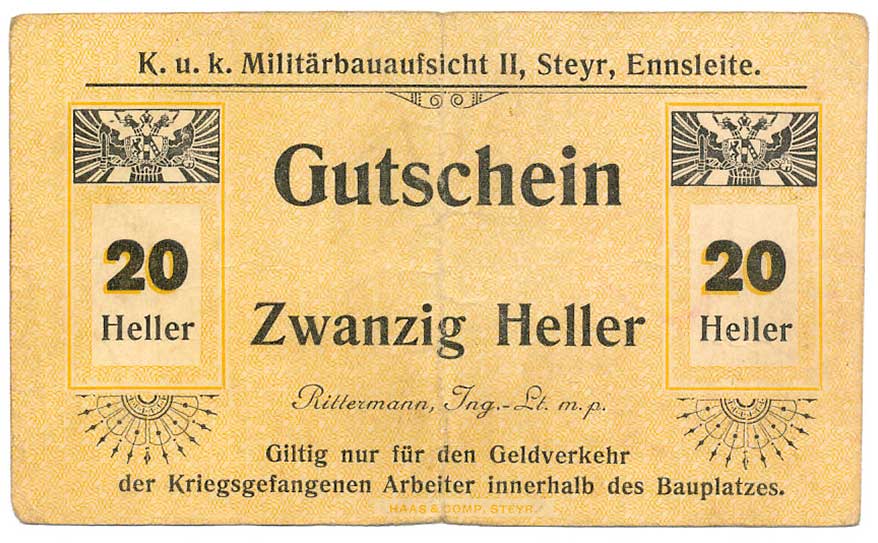 K. u. k. Militärbauaufsicht II, Steyr, Ennsleite.
Gutschein
20
Heller
Zwanzig Heller
20
Heller
Rittermann, Ing.-Lt. m. p.
Giltig nur für den Geldverkehr
der Kriegsgefangenen Arbeiter innerhalb des Bauplatzes.
HAAS & COMP. STEYR.